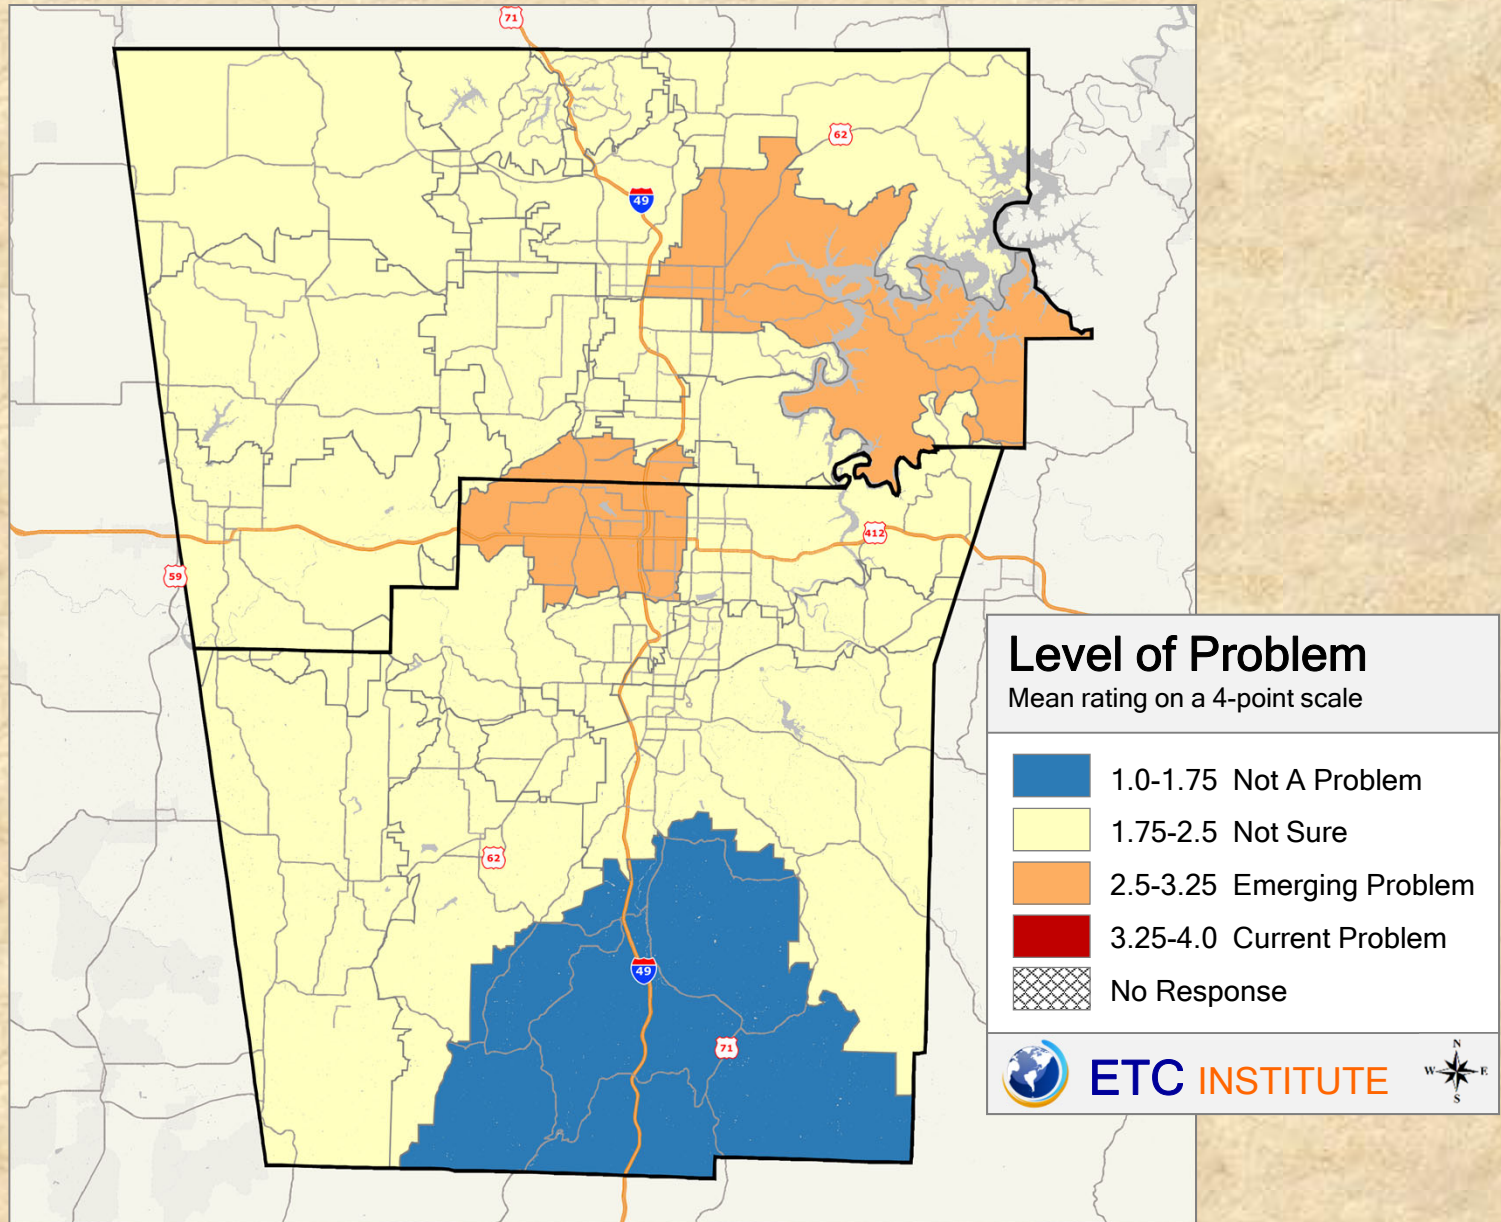 71
62
49
412
59
62
49
71
Level of Problem
Mean rating on a 4-point scale
1.0-1.75 Not A Problem
1.75-2.5 Not Sure
2.5-3.25 Emerging Problem
3.25-4.0 Current Problem
No Response
ETC INSTITUTE
N
W E
S